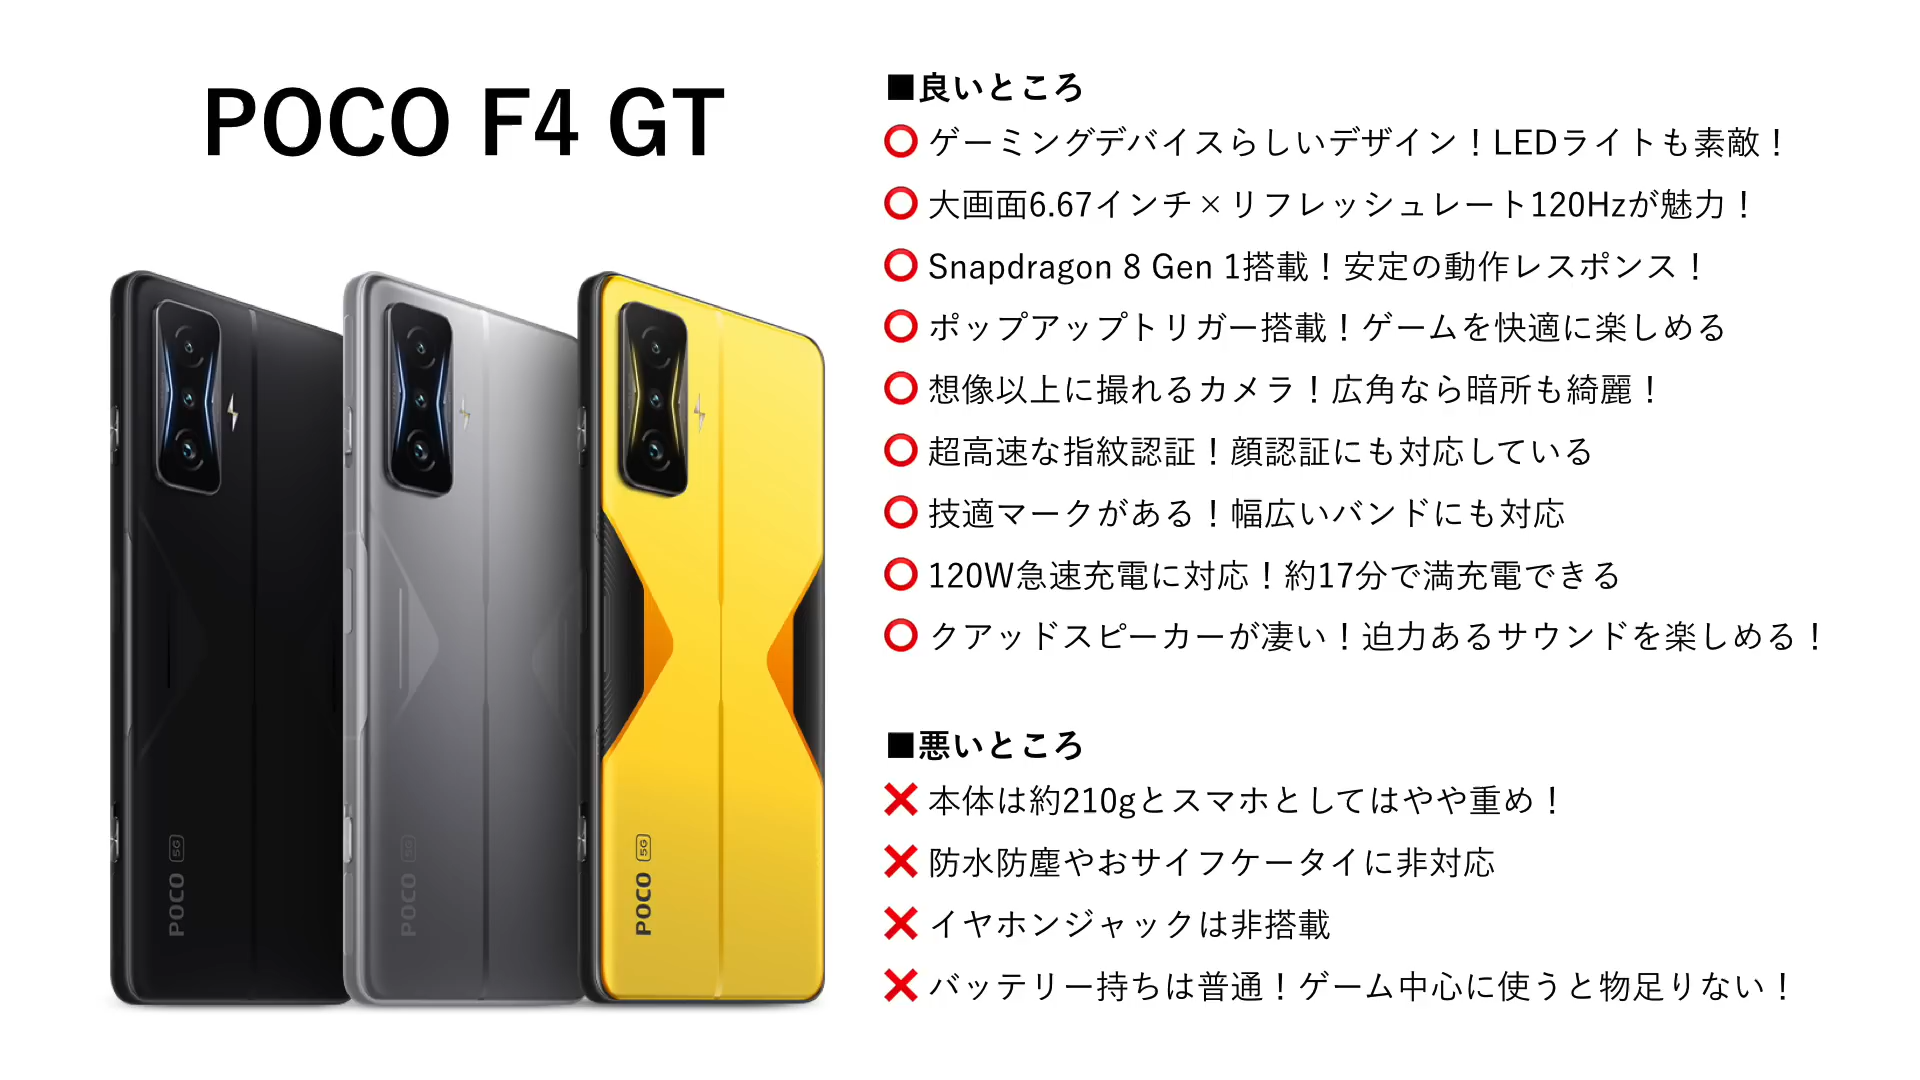 POCO F4 GT
■良いところ
⭕ ゲーミングデバイスらしいデザイン！LEDライトも素敵！
⭕ 大画面6.67インチ×リフレッシュレート120Hzが魅力！
⭕ Snapdragon 8 Gen 1搭載！安定の動作レスポンス！
⭕ ポップアップトリガー搭載！ゲームを快適に楽しめる
⭕ 想像以上に撮れるカメラ！広角なら暗所も綺麗！
⭕ 超高速な指紋認証！顔認証にも対応している
⭕ 技適マークがある！幅広いバンドにも対応
⭕ 120W急速充電に対応！約17分で満充電できる
⭕ クアッドスピーカーが凄い！迫力あるサウンドを楽しめる！
■悪いところ
❌ 本体は約210gとスマホとしてはやや重め！
❌ 防水防塵やおサイフケータイに非対応
❌ イヤホンジャックは非搭載
❌ バッテリー持ちは普通！ゲーム中心に使うと物足りない！
POCO 5G
POCO 5G
POCO 5G